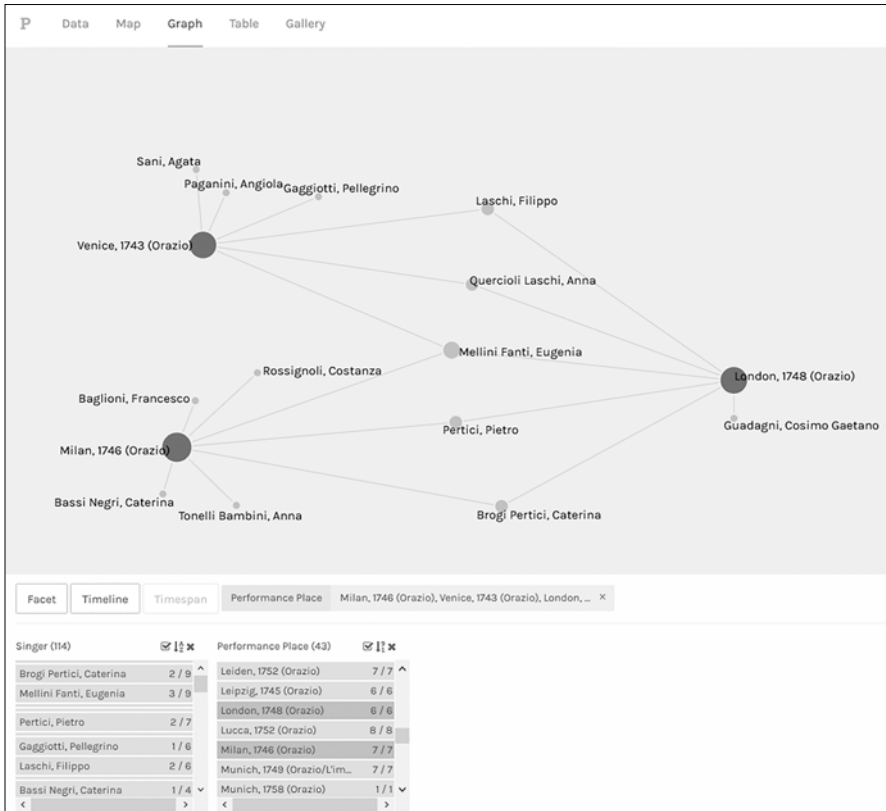 P Data Map Graph Table Gallery
Sani, Agata
Paganini, Angiola
Gaggiotti, Pellegrino
Laschi, Filippo
Venice, 1743 (Orazio)
Quercioli Laschi, Anna
Mellini Fanti, Eugenia
Rossignoli, Costanza
London, 1748 (Orazio)
Baglioni, Francesco
Guadagni, Cosimo Gaetano
Pertici, Pietro
Milan, 1746 (Orazio)
Bassi Negri, Caterina
Tonelli Bambini, Anna
Brogi Pertici, Caterina
Facet Timeline Timespan Performance Place Milan, 1746 (Orazio), Venice, 1743 (Orazio), London, ... ×
Singer (114)
Brogi Pertici, Caterina 2 / 9
Mellini Fanti, Eugenia 3 / 9
Pertici, Pietro 2 / 7
Gaggiotti, Pellegrino 1 / 6
Laschi, Filippo 2 / 6
Bassi Negri, Caterina 1 / 4
Performance Place (43)
Leiden, 1752 (Orazio) 7 / 7
Leipzig, 1745 (Orazio) 6 / 6
London, 1748 (Orazio) 6 / 6
Lucca, 1752 (Orazio) 8 / 8
Milan, 1746 (Orazio) 7 / 7
Munich, 1749 (Orazio/L'im... 7 / 7
Munich, 1758 (Orazio) 1 / 1